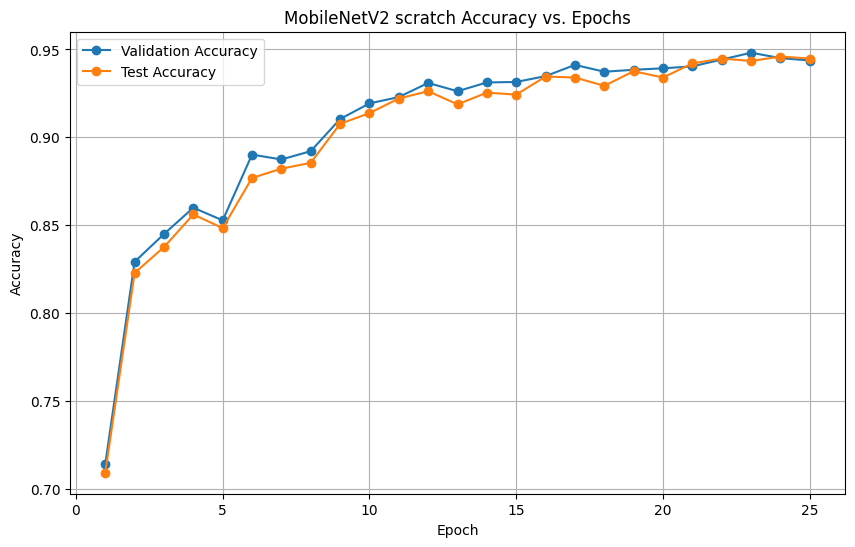 MobileNetV2 scratch Accuracy vs. Epochs
Validation Accuracy
Test Accuracy
0.95
0.90
0.85
0.80
0.75
0.70
Accuracy
0
5
10
15
20
25
Epoch